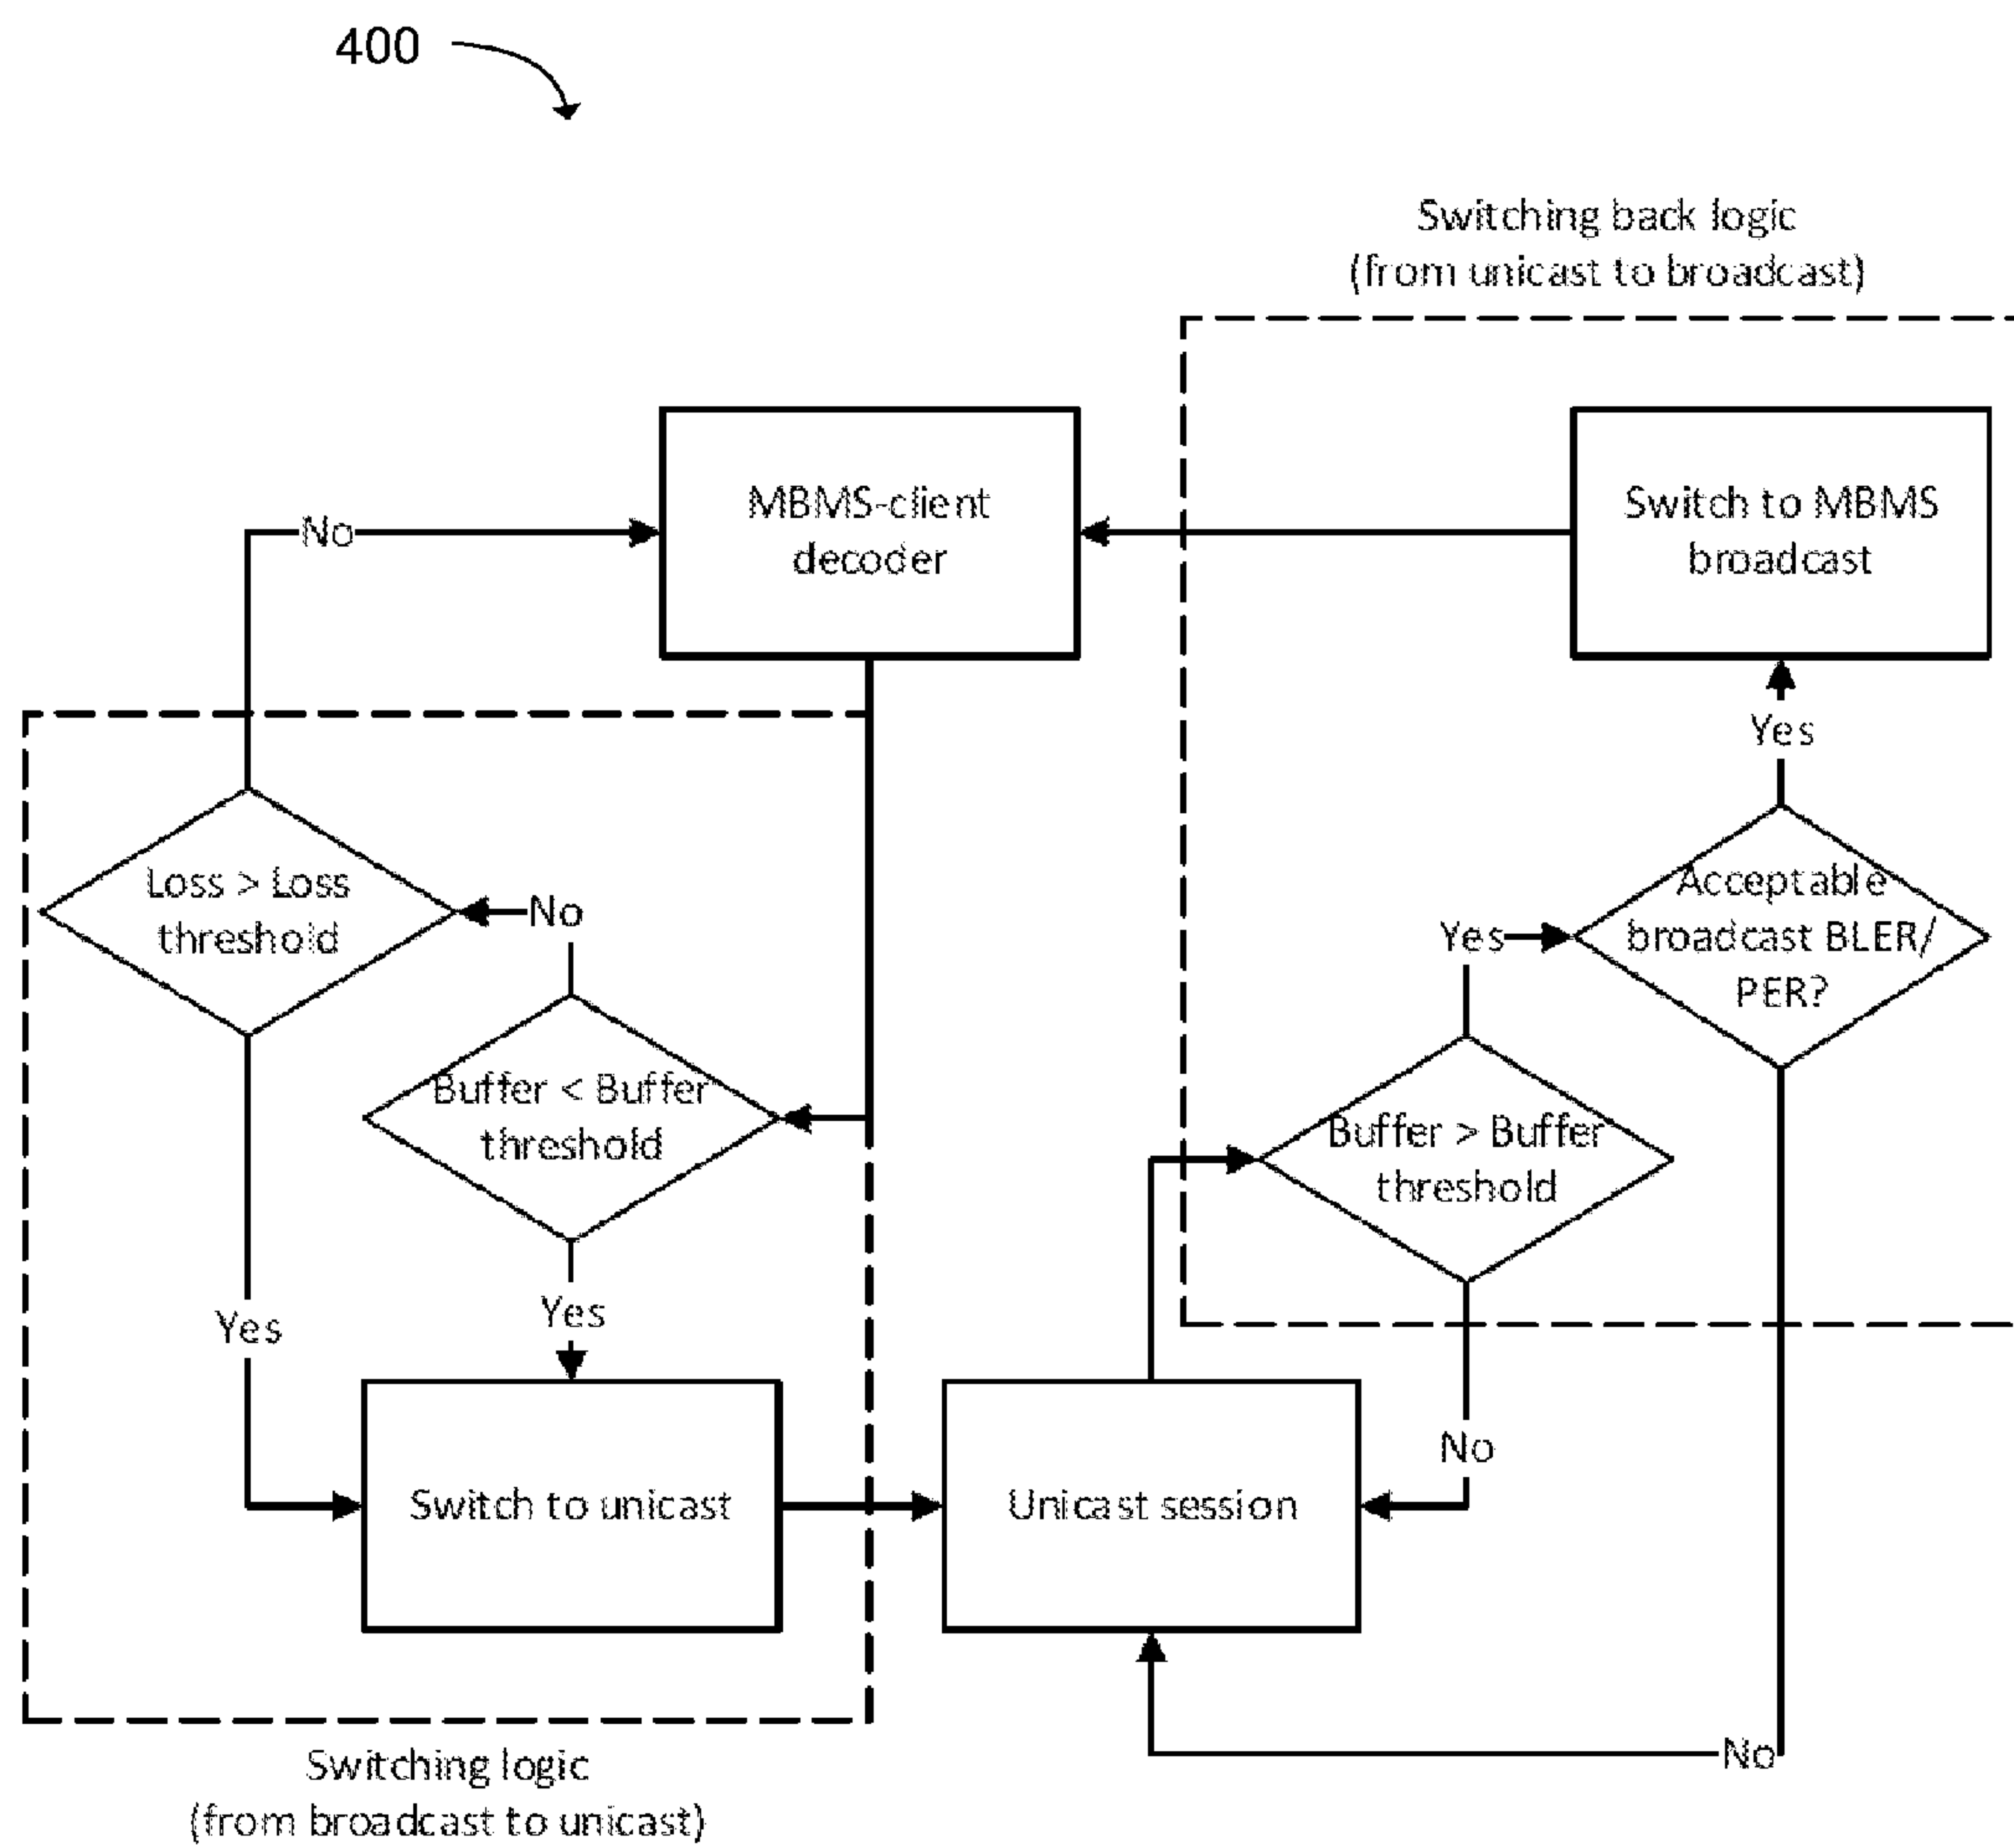 400
Switching back logic
(from unicast to broadcast)
MBMS-client
decoder
Switch to MBMS
broadcast
No
Yes
Loss > Loss
threshold
No
Acceptable
broadcast BLER/
PER?
Yes
Buffer < Buffer
threshold
Buffer > Buffer
threshold
Yes
Yes
No
Switch to unicast
Unicast session
No
Switching logic
(from broadcast to unicast)